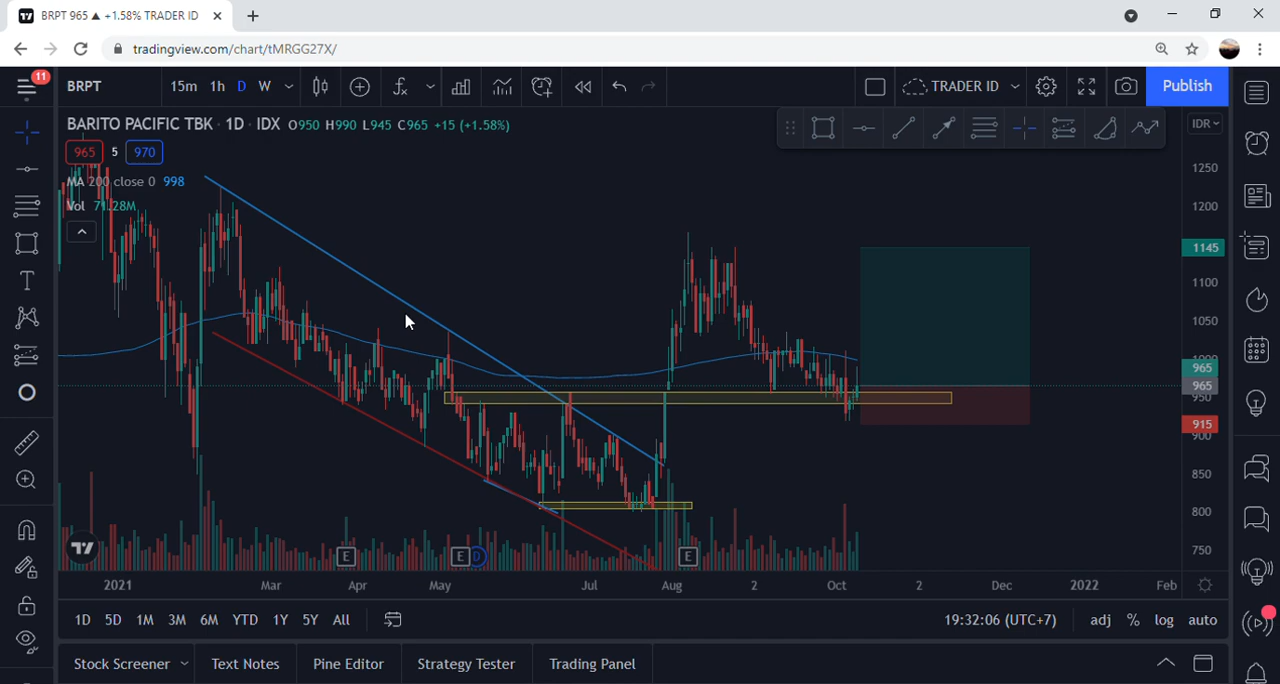 BRPT 965 ▲ +1.58% TRADER ID
tradingview.com/chart/tMRGG27X/
11
BRPT 15m 1h D W TRADER ID Publish
BARITO PACIFIC TBK · 1D · IDX O950 H990 L945 C965 +15 (+1.58%)
IDR
965 5 970
MA 200 close 0 998
Vol 71.28M
1250
1200
1145
1100
1050
1000
965
965
950
915
900
850
800
750
E E D E
2021 Mar Apr May Jul Aug 2 Oct 2 Dec 2022 Feb
1D 5D 1M 3M 6M YTD 1Y 5Y All 19:32:06 (UTC+7) adj % log auto
Stock Screener Text Notes Pine Editor Strategy Tester Trading Panel